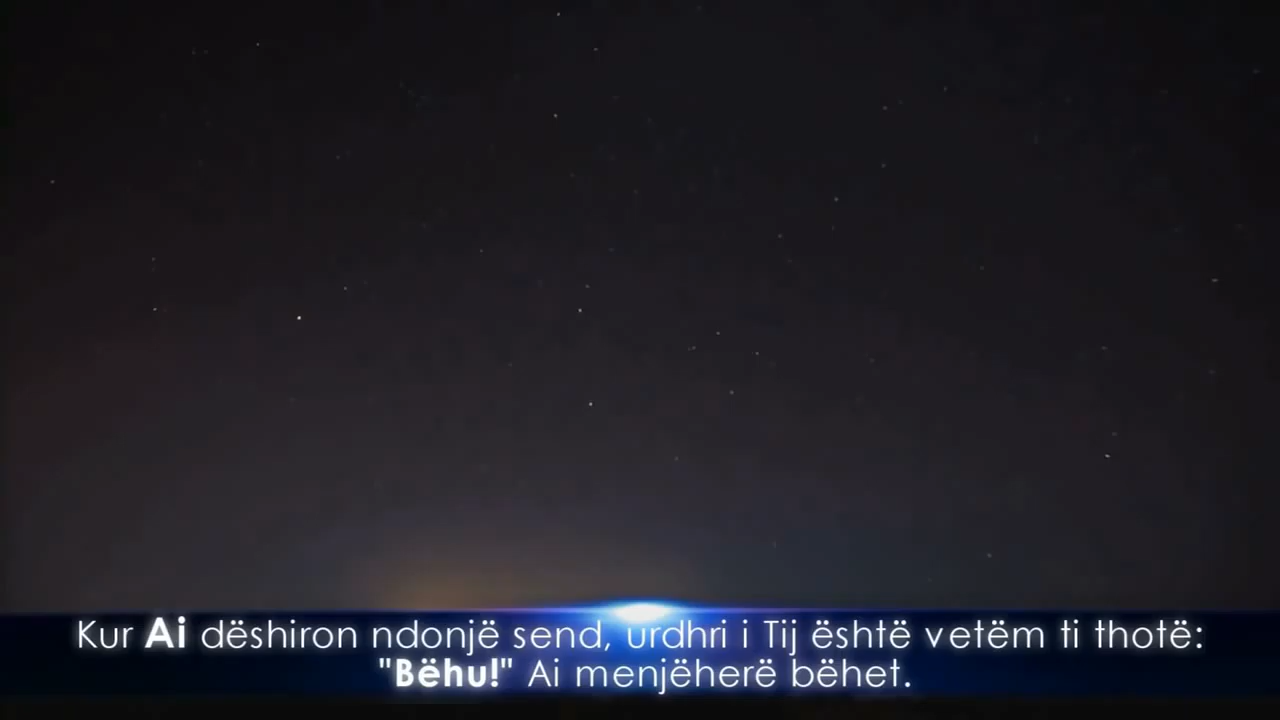 Kur Ai dëshiron ndonjë send, urdhri i Tij është vetëm ti thotë:
"Bëhu!" Ai menjëherë bëhet.